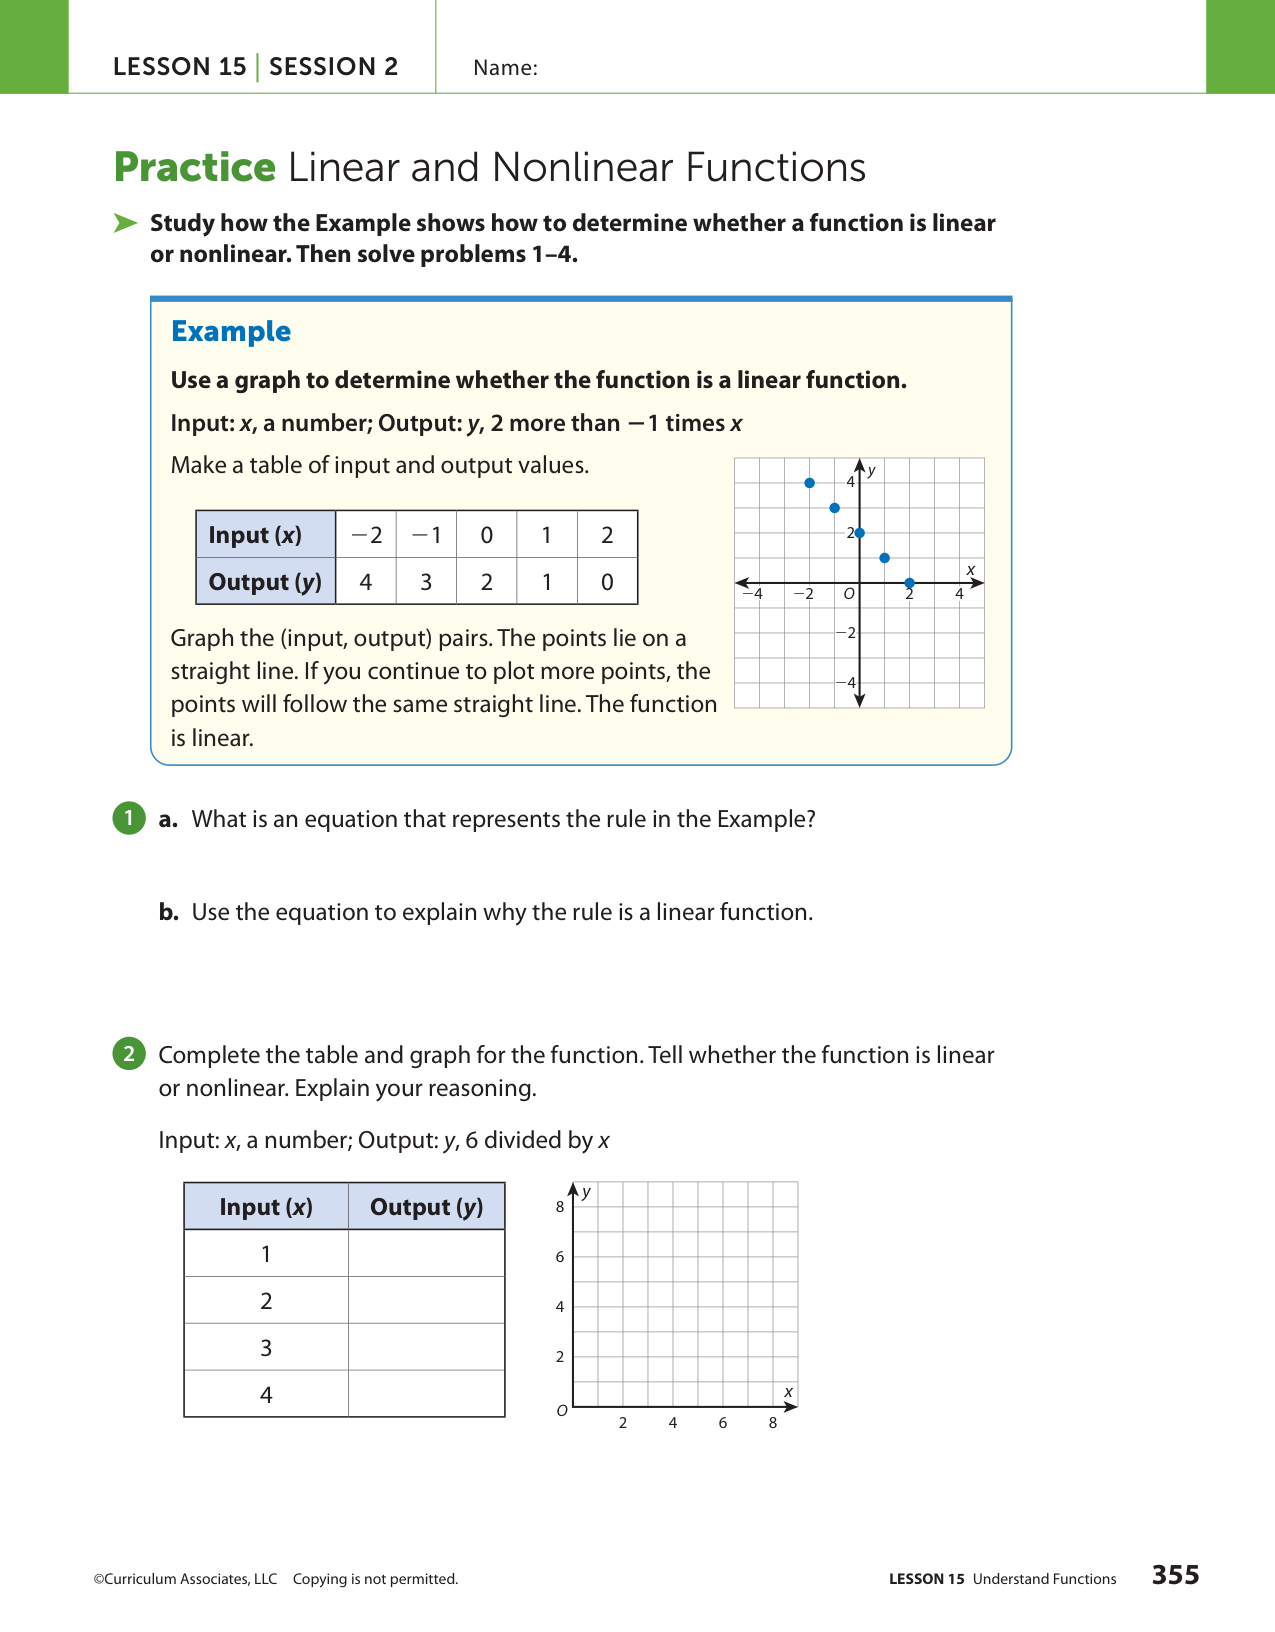 LESSON 15 | SESSION 2
Name:
Practice Linear and Nonlinear Functions
Study how the Example shows how to determine whether a function is linear
or nonlinear. Then solve problems 1–4.
Example
Use a graph to determine whether the function is a linear function.
Input: x, a number; Output: y, 2 more than −1 times x
Make a table of input and output values.
Input (x) −2 −1 0 1 2
Output (y) 4 3 2 1 0
Graph the (input, output) pairs. The points lie on a
straight line. If you continue to plot more points, the
points will follow the same straight line. The function
is linear.
y
4
2
x
−4 −2 O 2 4
−2
−4
1 a. What is an equation that represents the rule in the Example?
b. Use the equation to explain why the rule is a linear function.
2 Complete the table and graph for the function. Tell whether the function is linear
or nonlinear. Explain your reasoning.
Input: x, a number; Output: y, 6 divided by x
Input (x) Output (y)
1
2
3
4
y
8
6
4
2
x
O
2 4 6 8
©Curriculum Associates, LLC Copying is not permitted.
LESSON 15 Understand Functions 355